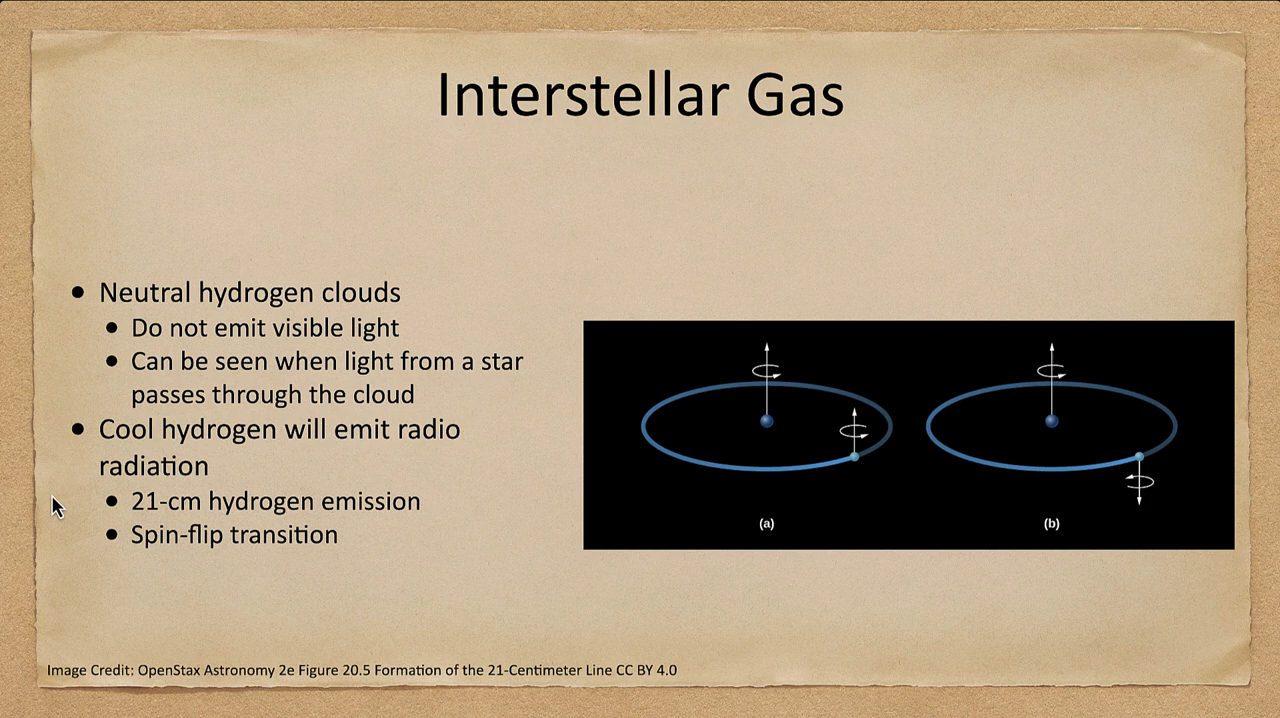 Interstellar Gas
• Neutral hydrogen clouds
• Do not emit visible light
• Can be seen when light from a star
passes through the cloud
• Cool hydrogen will emit radio
radiation
• 21-cm hydrogen emission
• Spin-flip transition
(a)
(b)
Image Credit: OpenStax Astronomy 2e Figure 20.5 Formation of the 21-Centimeter Line CC BY 4.0